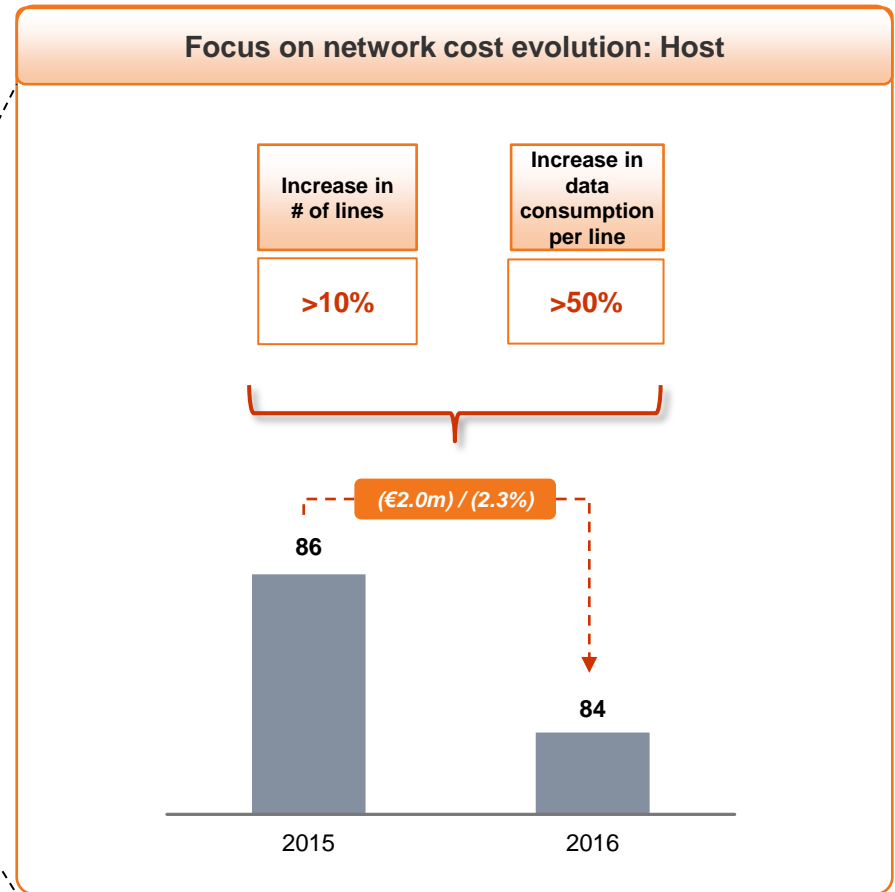 Focus on network cost evolution: Host
Increase in
# of lines
Increase in
data
consumption
per line
>10%
>50%
(€2.0m) / (2.3%)
86
84
2015
2016